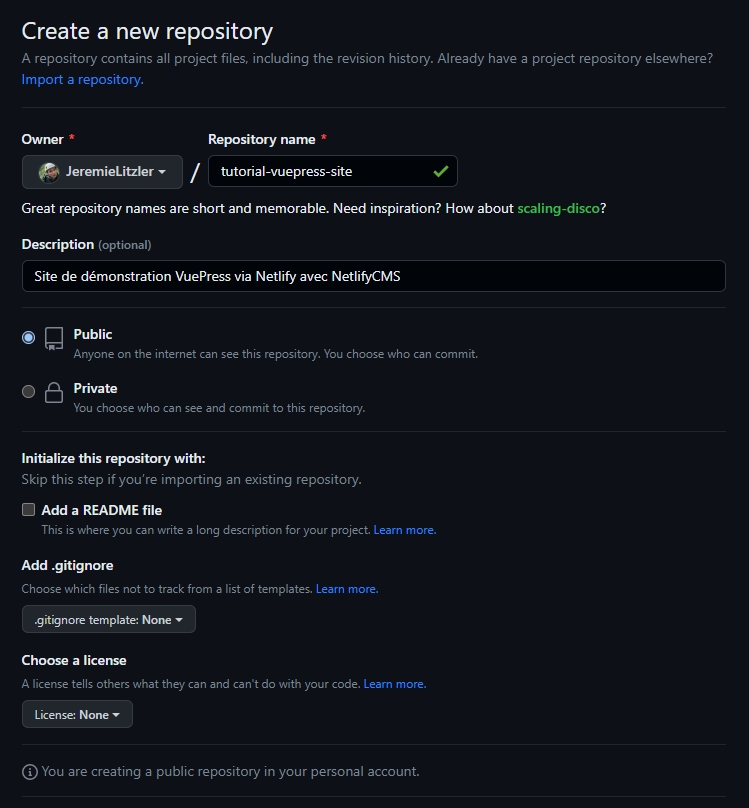 Create a new repository
A repository contains all project files, including the revision history. Already have a project repository elsewhere?
Import a repository.
Owner * Repository name *
JeremieLitzler / tutorial-vuepress-site
Great repository names are short and memorable. Need inspiration? How about scaling-disco?
Description (optional)
Site de démonstration VuePress via Netlify avec NetlifyCMS
Public
Anyone on the internet can see this repository. You choose who can commit.
Private
You choose who can see and commit to this repository.
Initialize this repository with:
Skip this step if you're importing an existing repository.
Add a README file
This is where you can write a long description for your project. Learn more.
Add .gitignore
Choose which files not to track from a list of templates. Learn more.
.gitignore template: None
Choose a license
A license tells others what they can and can't do with your code. Learn more.
License: None
You are creating a public repository in your personal account.